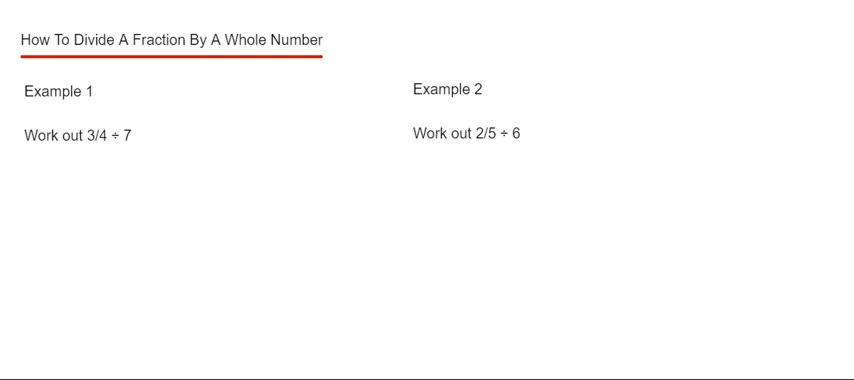 How To Divide A Fraction By A Whole Number
Example 1
Work out 3/4 ÷ 7
Example 2
Work out 2/5 ÷ 6